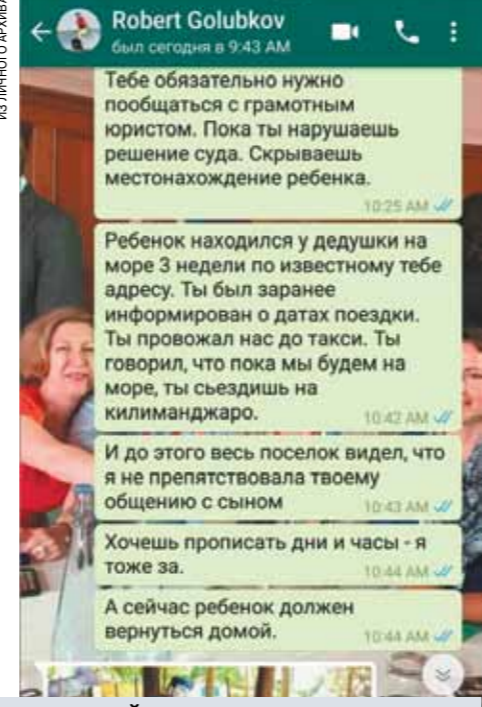 ИЗ ЛИЧНОГО АРХИВА
Robert Golubkov
был сегодня в 9:43 AM
Тебе обязательно нужно
пообщаться с грамотным
юристом. Пока ты нарушаешь
решение суда. Скрываешь
местонахождение ребенка.
10:25 AM
Ребенок находился у дедушки на
море 3 недели по известному тебе
адресу. Ты был заранее
информирован о датах поездки.
Ты провожал нас до такси. Ты
говорил, что пока мы будем на
море, ты сьездишь на
килиманджаро.
10:42 AM
И до этого весь поселок видел, что
я не препятствовала твоему
общению с сыном
10:43 AM
Хочешь прописать дни и часы - я
тоже за.
10:44 AM
А сейчас ребенок должен
вернуться домой.
10:44 AM